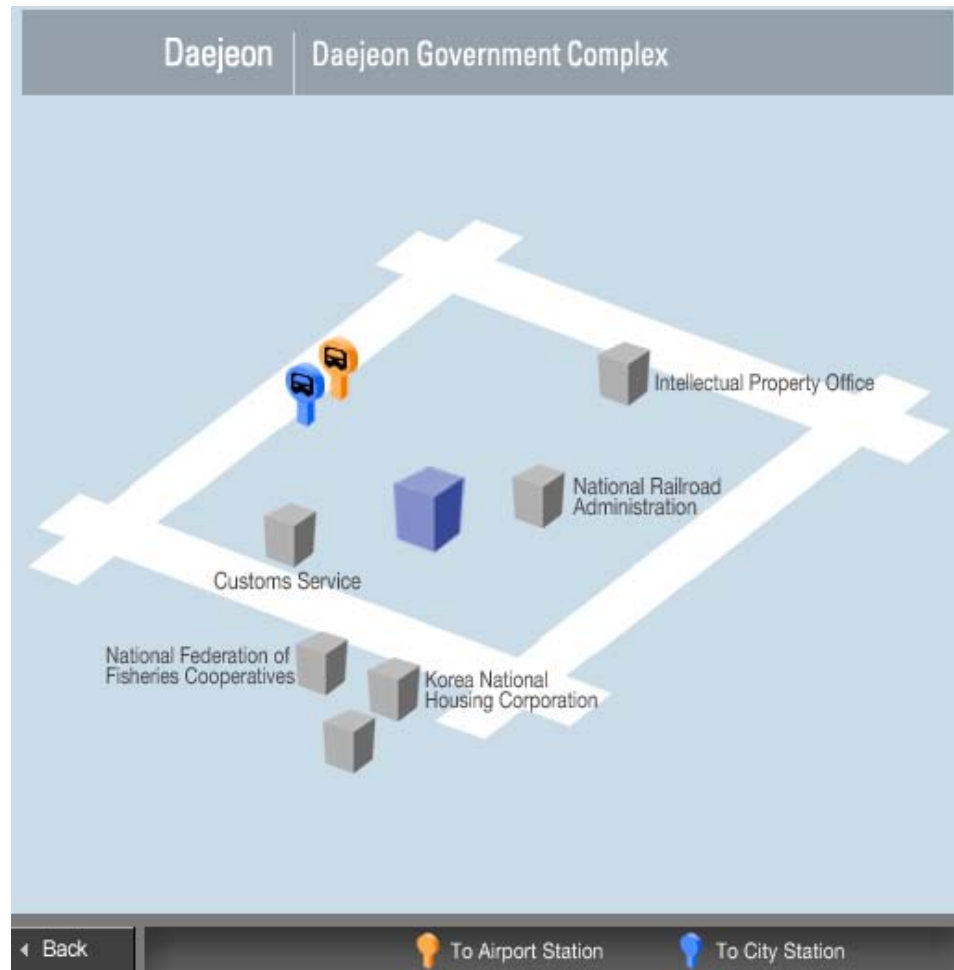 Daejeon
Daejeon Government Complex
Intellectual Property Office
National Railroad
Administration
Customs Service
National Federation of
Fisheries Cooperatives
Korea National
Housing Corporation
Back
To Airport Station
To City Station